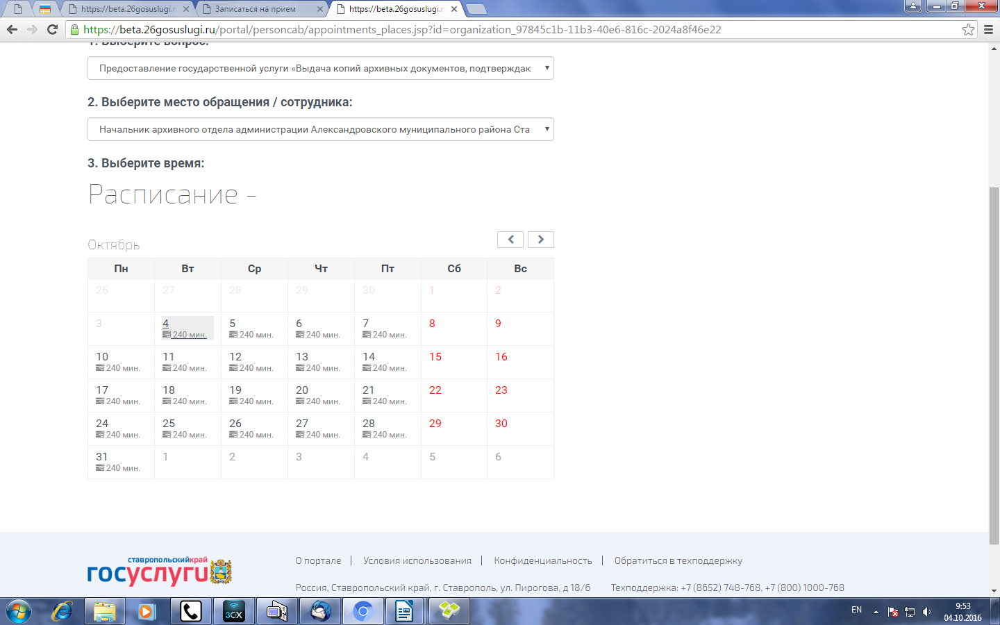 https://beta.26gosuslugi.r
Записаться на прием
https://beta.26gosuslugi.r
https://beta.26gosuslugi.ru/portal/personcab/appointments_places.jsp?id=organization_97845c1b-11b3-40e6-816c-2024a8f46e22
1. Выберите вопрос:
Предоставление государственной услуги «Выдача копий архивных документов, подтверждаю
2. Выберите место обращения / сотрудника:
Начальник архивного отдела администрации Александровского муниципального района Ста
3. Выберите время:
Расписание -
Октябрь
Пн Вт Ср Чт Пт Сб Вс
26 27 28 29 30 1 2
3 4 5 6 7 8 9
240 мин. 240 мин. 240 мин. 240 мин.
10 11 12 13 14 15 16
240 мин. 240 мин. 240 мин. 240 мин. 240 мин.
17 18 19 20 21 22 23
240 мин. 240 мин. 240 мин. 240 мин. 240 мин.
24 25 26 27 28 29 30
240 мин. 240 мин. 240 мин. 240 мин. 240 мин.
31 1 2 3 4 5 6
240 мин.
ставропольскийкрай
госуслуги
О портале Условия использования Конфиденциальность Обратиться в техподдержку
Россия, Ставропольский край, г. Ставрополь, ул. Пирогова, д 18/6 Техподдержка: +7 (8652) 748-768, +7 (800) 1000-768
3CX
EN
9:53
04.10.2016